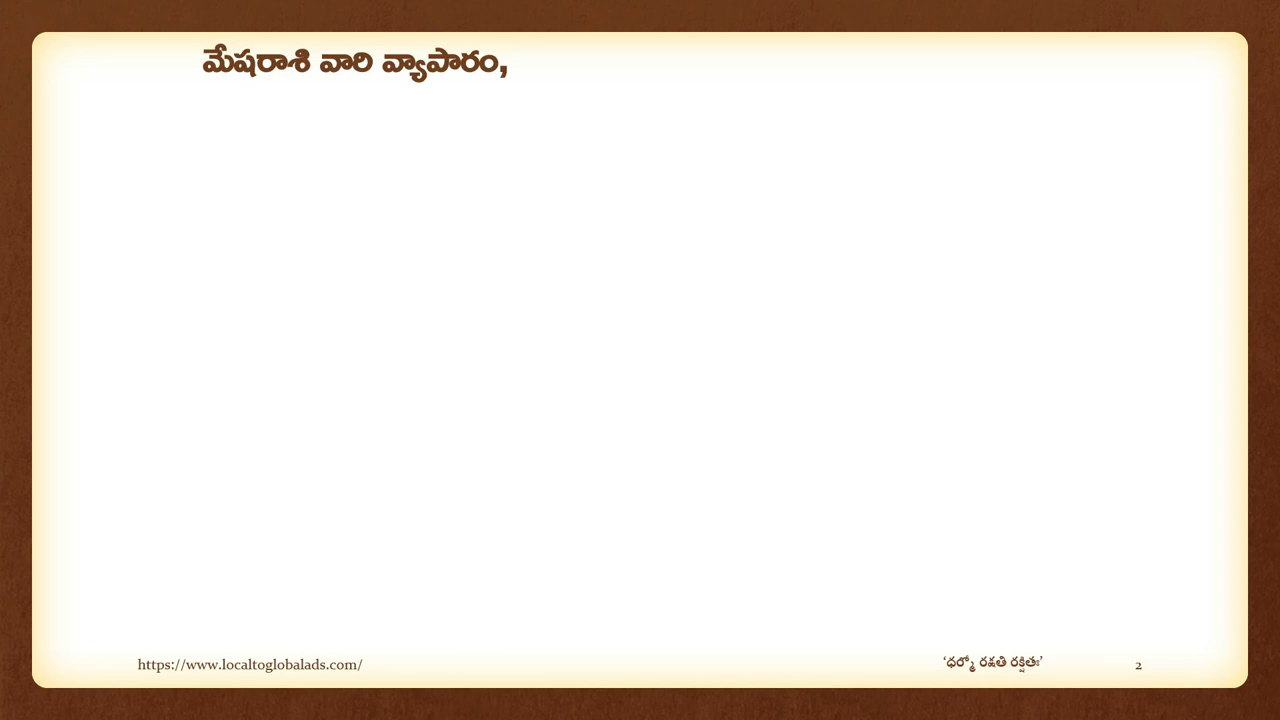 మేషరాశి వారి వ్యాపారం,
https://www.localtoglobalads.com/ ‘ధర్మో రక్షతి రక్షితః’ 2